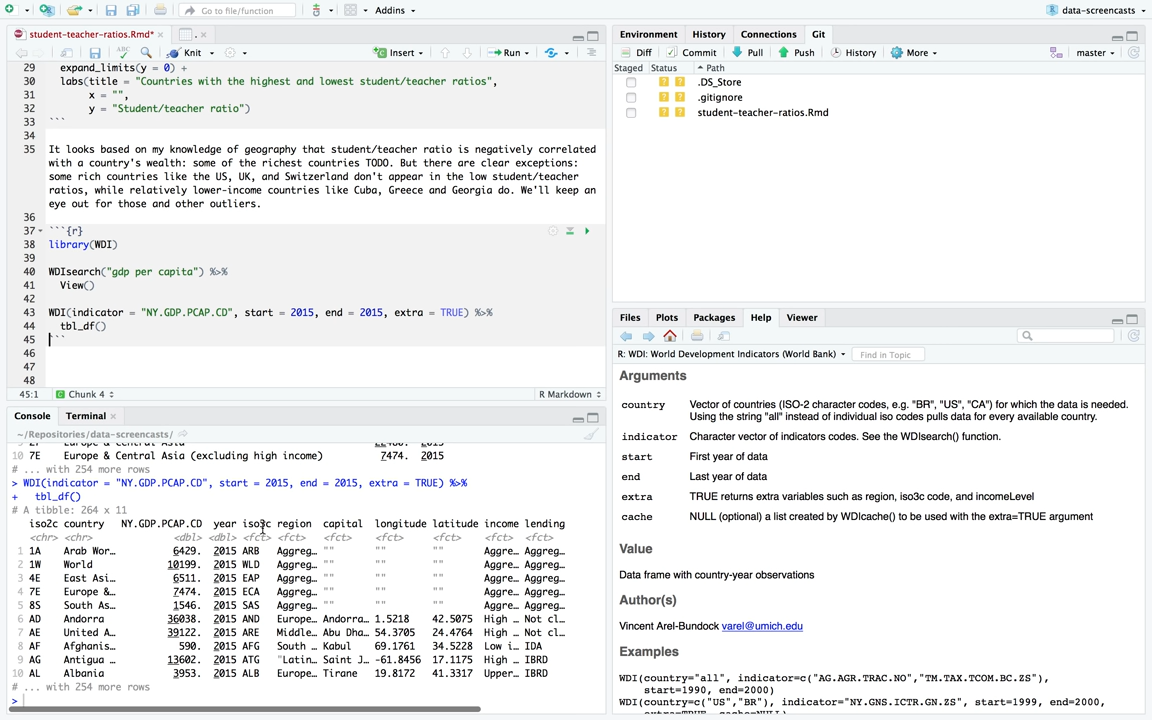 Go to file/function
Addins
data-screencasts
student-teacher-ratios.Rmd*
Knit
Insert
Run
29 expand_limits(y = 0) +
30 labs(title = "Countries with the highest and lowest student/teacher ratios",
31 x = "",
32 y = "Student/teacher ratio")
33 ```
34
35 It looks based on my knowledge of geography that student/teacher ratio is negatively correlated
with a country's wealth: some of the richest countries TODO. But there are clear exceptions:
some rich countries like the US, UK, and Switzerland don't appear in the low student/teacher
ratios, while relatively lower-income countries like Cuba, Greece and Georgia do. We'll keep an
eye out for those and other outliers.
36
37 ```{r}
38 library(WDI)
39
40 WDIsearch("gdp per capita") %>%
41 View()
42
43 WDI(indicator = "NY.GDP.PCAP.CD", start = 2015, end = 2015, extra = TRUE) %>%
44 tbl_df()
45 ```
46
47
48
45:1 Chunk 4 R Markdown
Console Terminal
~/Repositories/data-screencasts/
10 7E Europe & Central Asia (excluding high income) 7474. 2015
# ... with 254 more rows
> WDI(indicator = "NY.GDP.PCAP.CD", start = 2015, end = 2015, extra = TRUE) %>%
+ tbl_df()
# A tibble: 264 x 11
iso2c country NY.GDP.PCAP.CD year iso3c region capital longitude latitude income lending
<chr> <chr> <dbl> <dbl> <fct> <fct> <fct> <fct> <fct> <fct> <fct>
1 1A Arab Wor… 6429. 2015 ARB Aggreg… "" "" "" Aggre… Aggreg…
2 1W World 10199. 2015 WLD Aggreg… "" "" "" Aggre… Aggreg…
3 4E East Asi… 6511. 2015 EAP Aggreg… "" "" "" Aggre… Aggreg…
4 7E Europe &… 7474. 2015 ECA Aggreg… "" "" "" Aggre… Aggreg…
5 8S South As… 1546. 2015 SAS Aggreg… "" "" "" Aggre… Aggreg…
6 AD Andorra 36038. 2015 AND Europe… Andorra… 1.5218 42.5075 High … Not cl…
7 AE United A… 39122. 2015 ARE Middle… Abu Dha… 54.3705 24.4764 High … Not cl…
8 AF Afghanis… 590. 2015 AFG South … Kabul 69.1761 34.5228 Low i… IDA
9 AG Antigua … 13602. 2015 ATG "Latin… Saint J… -61.8456 17.1175 High … IBRD
10 AL Albania 3953. 2015 ALB Europe… Tirane 19.8172 41.3317 Upper… IBRD
# ... with 254 more rows
>
Environment History Connections Git
Diff Commit Pull Push History More master
Staged Status Path
.DS_Store
.gitignore
student-teacher-ratios.Rmd
Files Plots Packages Help Viewer
R: WDI: World Development Indicators (World Bank) Find in Topic
Arguments
country Vector of countries (ISO-2 character codes, e.g. "BR", "US", "CA") for which the data is needed.
Using the string "all" instead of individual iso codes pulls data for every available country.
indicator Character vector of indicators codes. See the WDIsearch() function.
start First year of data
end Last year of data
extra TRUE returns extra variables such as region, iso3c code, and incomeLevel
cache NULL (optional) a list created by WDIcache() to be used with the extra=TRUE argument
Value
Data frame with country-year observations
Author(s)
Vincent Arel-Bundock varel@umich.edu
Examples
WDI(country="all", indicator=c("AG.AGR.TRAC.NO","TM.TAX.TCOM.BC.ZS"),
start=1990, end=2000)
WDI(country=c("US","BR"), indicator="NY.GNS.ICTR.GN.ZS", start=1999, end=2000,